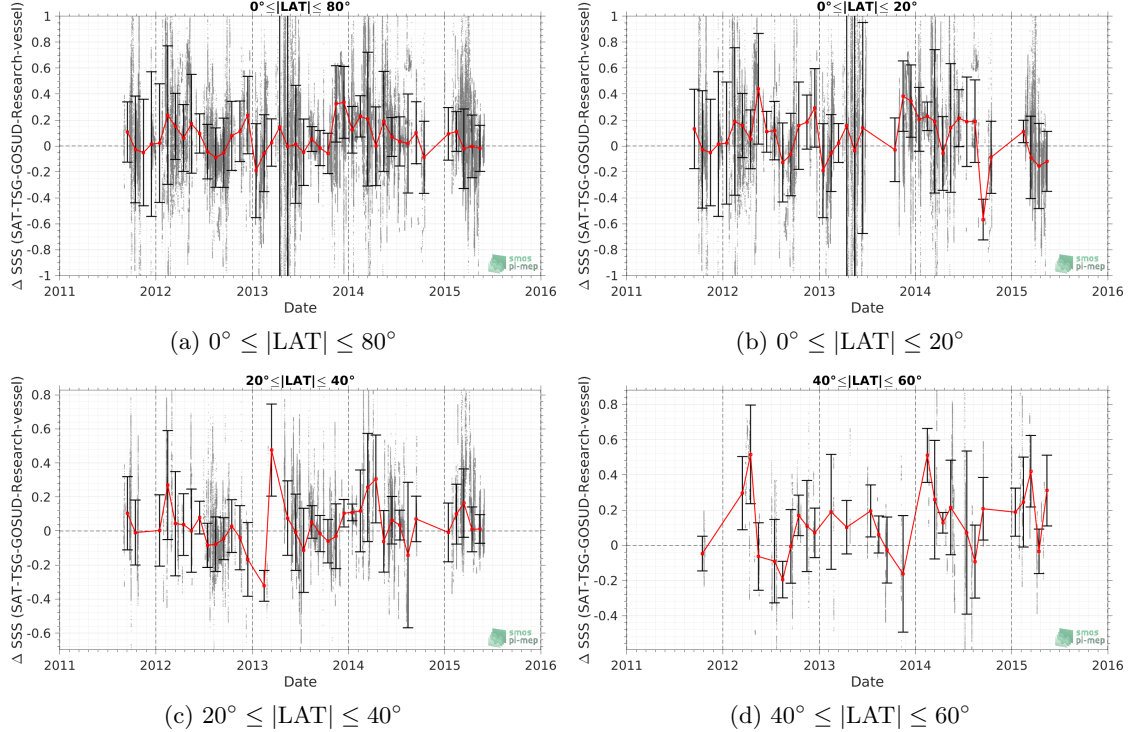 0°≤|LAT|≤ 80°
Δ SSS (SAT-TSG-GOSUD-Research-vessel)
1
0.8
0.6
0.4
0.2
0
-0.2
-0.4
-0.6
-0.8
-1
2011 2012 2013 2014 2015 2016
Date
smos
pi-mep
(a) 0° ≤ |LAT| ≤ 80°
0°≤|LAT|≤ 20°
Δ SSS (SAT-TSG-GOSUD-Research-vessel)
1
0.8
0.6
0.4
0.2
0
-0.2
-0.4
-0.6
-0.8
-1
2011 2012 2013 2014 2015 2016
Date
smos
pi-mep
(b) 0° ≤ |LAT| ≤ 20°
20°≤|LAT|≤ 40°
Δ SSS (SAT-TSG-GOSUD-Research-vessel)
0.8
0.6
0.4
0.2
0
-0.2
-0.4
-0.6
2011 2012 2013 2014 2015 2016
Date
smos
pi-mep
(c) 20° ≤ |LAT| ≤ 40°
40°≤|LAT|≤ 60°
Δ SSS (SAT-TSG-GOSUD-Research-vessel)
0.8
0.6
0.4
0.2
0
-0.2
-0.4
2011 2012 2013 2014 2015 2016
Date
smos
pi-mep
(d) 40° ≤ |LAT| ≤ 60°